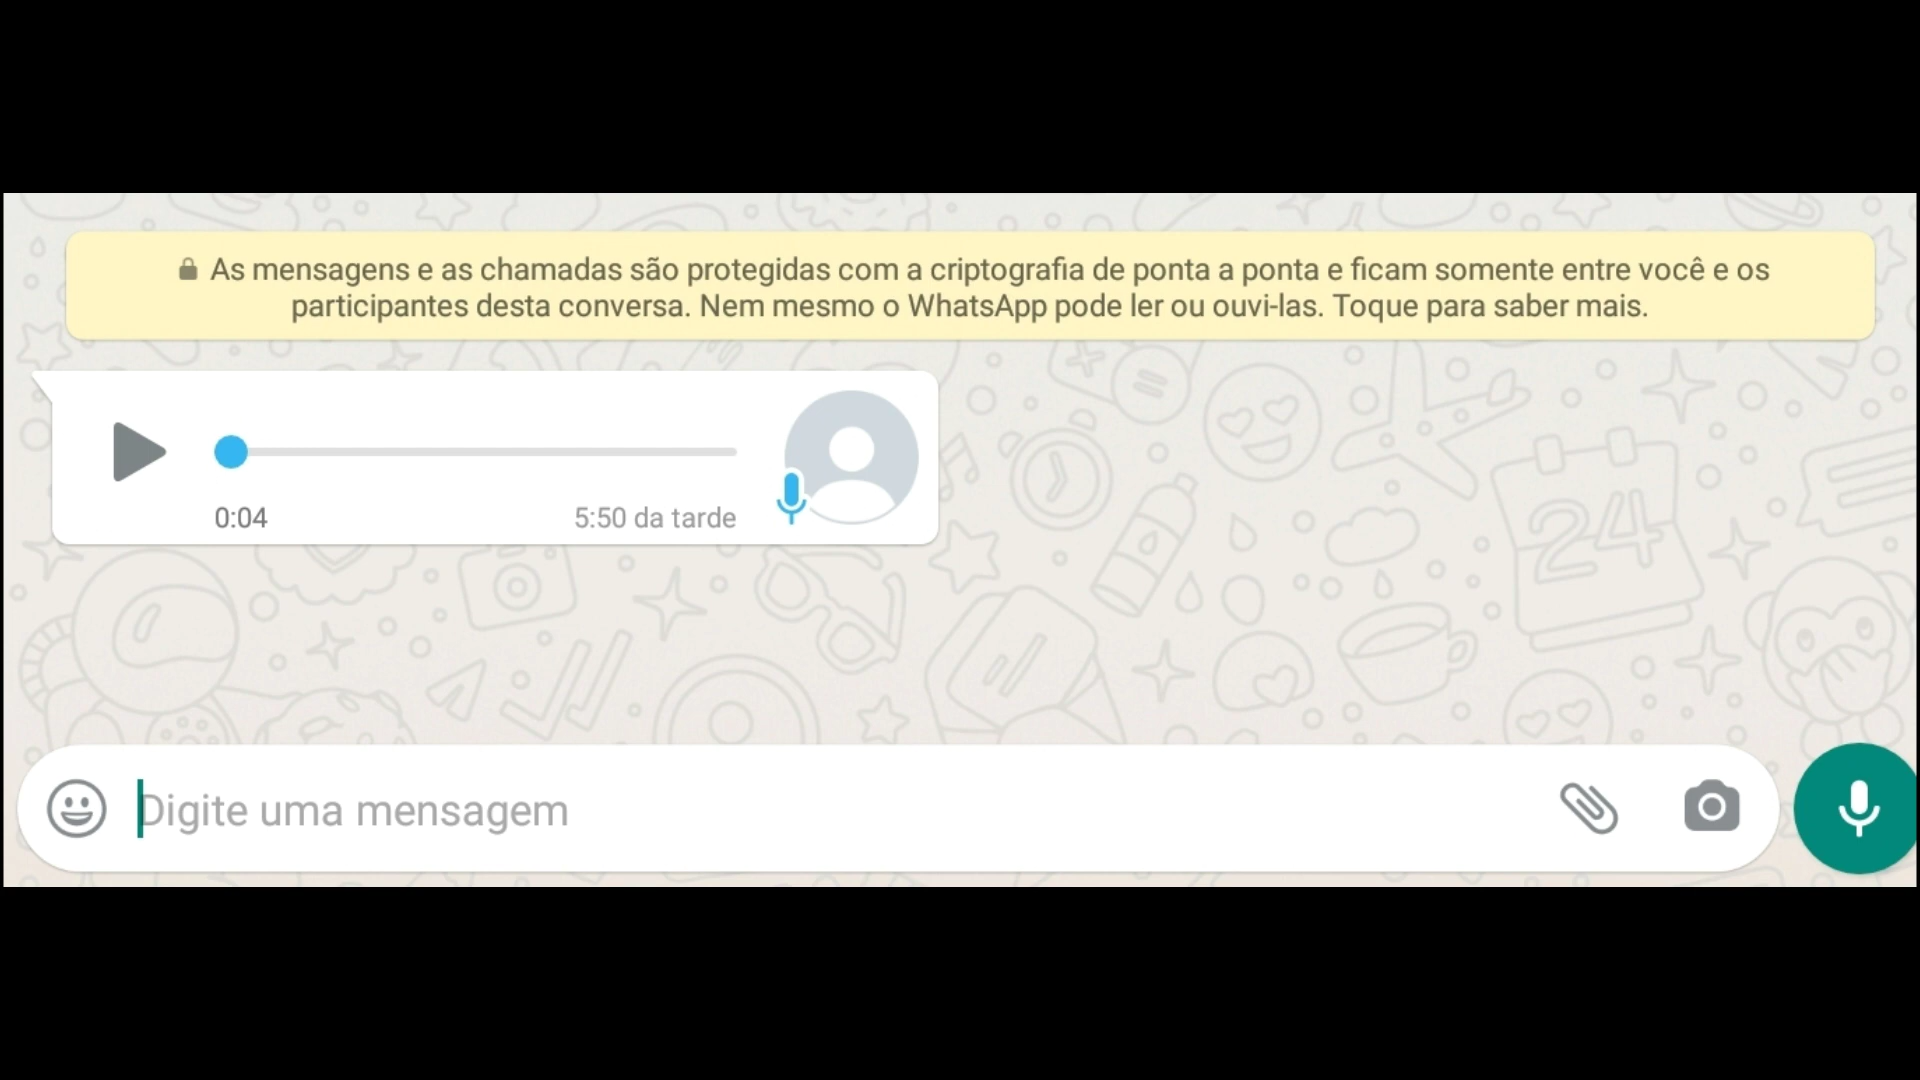 As mensagens e as chamadas são protegidas com a criptografia de ponta a ponta e ficam somente entre você e os
participantes desta conversa. Nem mesmo o WhatsApp pode ler ou ouvi-las. Toque para saber mais.
0:04 5:50 da tarde
24
Digite uma mensagem